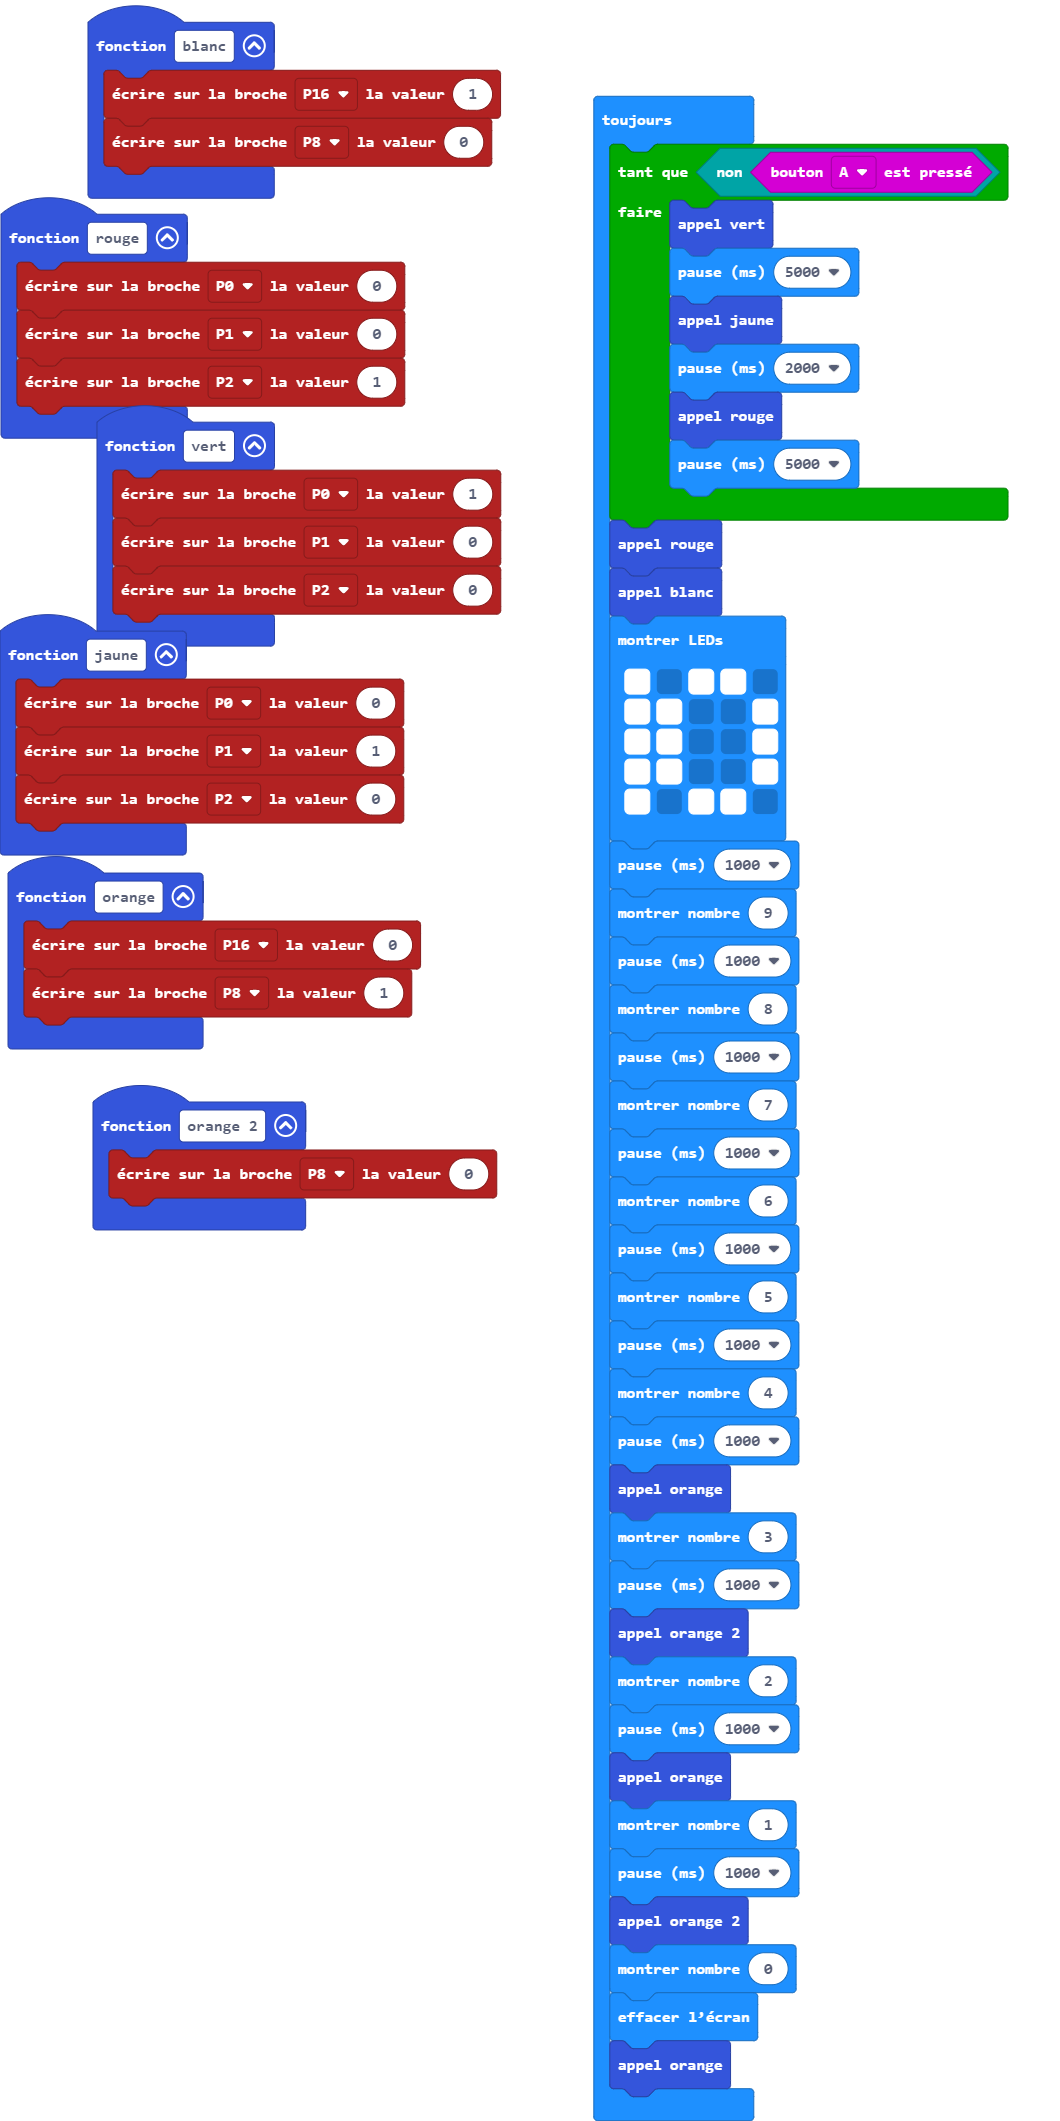 fonction blanc
écrire sur la broche P16 la valeur 1
écrire sur la broche P8 la valeur 0
fonction rouge
écrire sur la broche P0 la valeur 0
écrire sur la broche P1 la valeur 0
écrire sur la broche P2 la valeur 1
fonction vert
écrire sur la broche P0 la valeur 1
écrire sur la broche P1 la valeur 0
écrire sur la broche P2 la valeur 0
fonction jaune
écrire sur la broche P0 la valeur 0
écrire sur la broche P1 la valeur 1
écrire sur la broche P2 la valeur 0
fonction orange
écrire sur la broche P16 la valeur 0
écrire sur la broche P8 la valeur 1
fonction orange 2
écrire sur la broche P8 la valeur 0
toujours
tant que non bouton A est pressé
faire
appel vert
pause (ms) 5000
appel jaune
pause (ms) 2000
appel rouge
pause (ms) 5000
appel rouge
appel blanc
montrer LEDs
pause (ms) 1000
montrer nombre 9
pause (ms) 1000
montrer nombre 8
pause (ms) 1000
montrer nombre 7
pause (ms) 1000
montrer nombre 6
pause (ms) 1000
montrer nombre 5
pause (ms) 1000
montrer nombre 4
pause (ms) 1000
appel orange
montrer nombre 3
pause (ms) 1000
appel orange 2
montrer nombre 2
pause (ms) 1000
appel orange
montrer nombre 1
pause (ms) 1000
appel orange 2
montrer nombre 0
effacer l’écran
appel orange